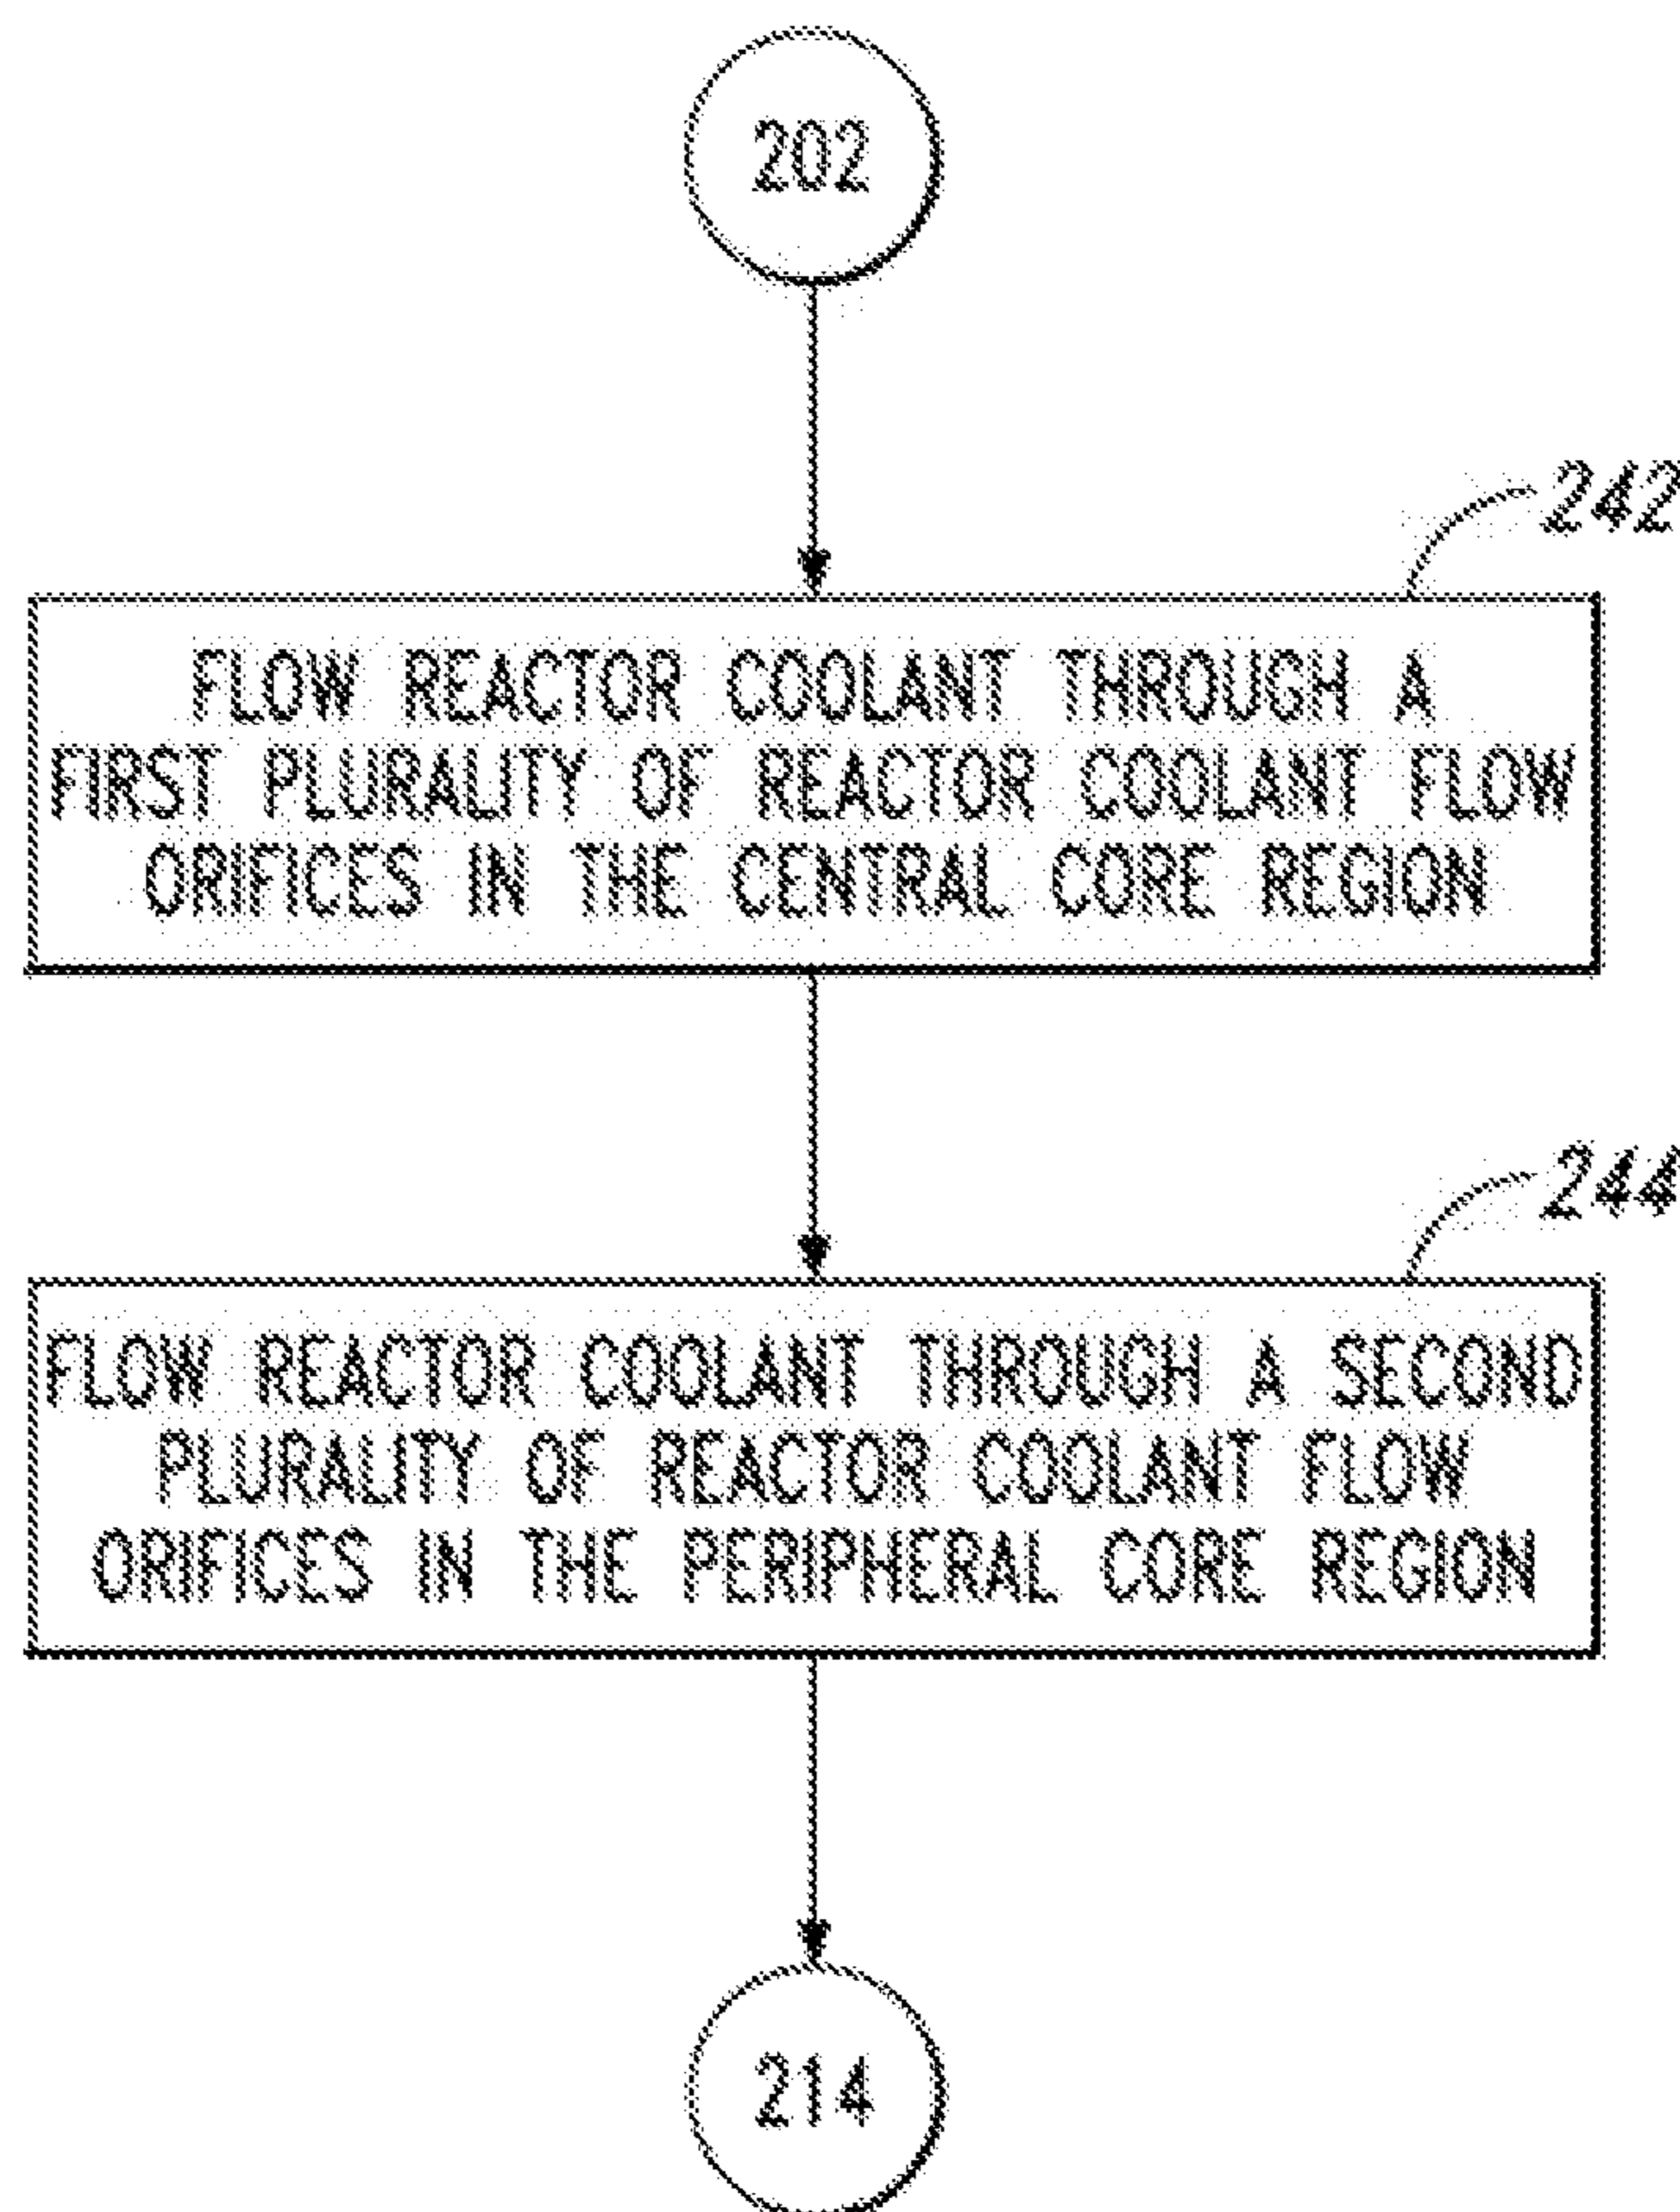 202
242
FLOW REACTOR COOLANT THROUGH A
FIRST PLURALITY OF REACTOR COOLANT FLOW
ORIFICES IN THE CENTRAL CORE REGION
244
FLOW REACTOR COOLANT THROUGH A SECOND
PLURALITY OF REACTOR COOLANT FLOW
ORIFICES IN THE PERIPHERAL CORE REGION
214